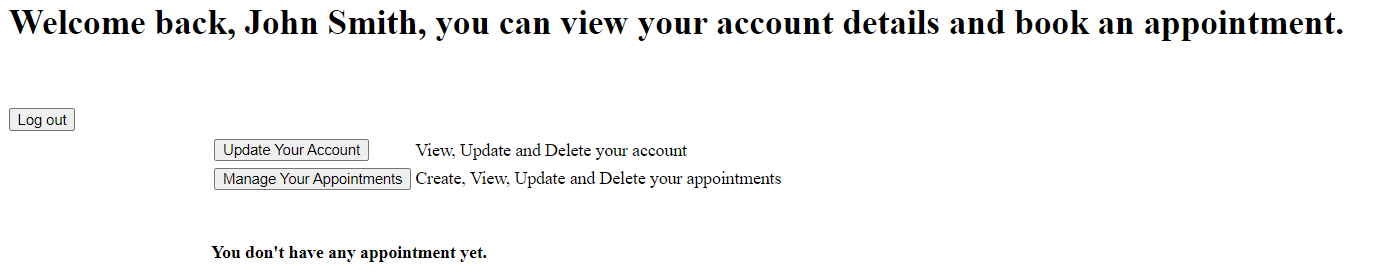 Welcome back, John Smith, you can view your account details and book an appointment.
Log out
Update Your Account View, Update and Delete your account
Manage Your Appointments Create, View, Update and Delete your appointments
You don't have any appointment yet.